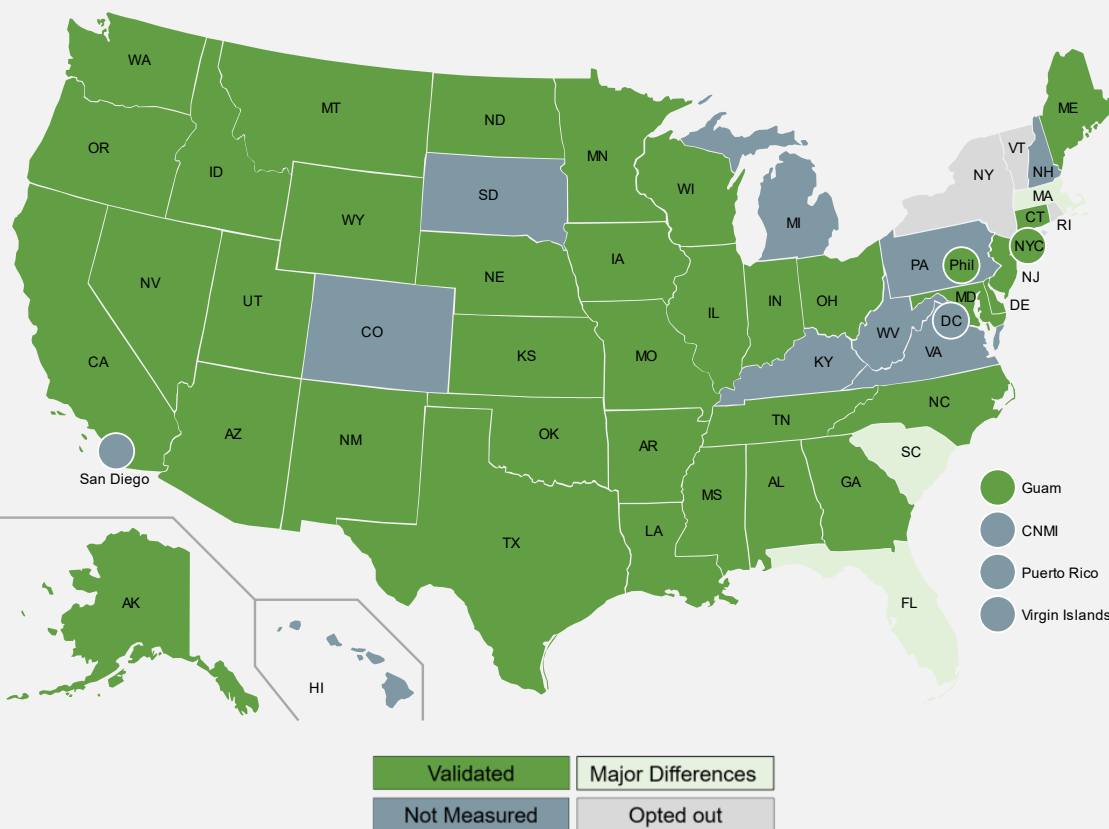 WA
MT
ME
ND
OR
MN
VT
ID
NH
NY
WI
SD
MA
WY
CT
MI
RI
NYC
IA
PA
Phil
NE
NJ
NV
UT
IN
OH
MD
DE
IL
DC
CO
WV
KS
MO
VA
CA
KY
NC
TN
AZ
NM
OK
AR
SC
San Diego
MS
AL
GA
Guam
LA
CNMI
TX
Puerto Rico
AK
FL
Virgin Islands
HI
Validated
Major Differences
Not Measured
Opted out